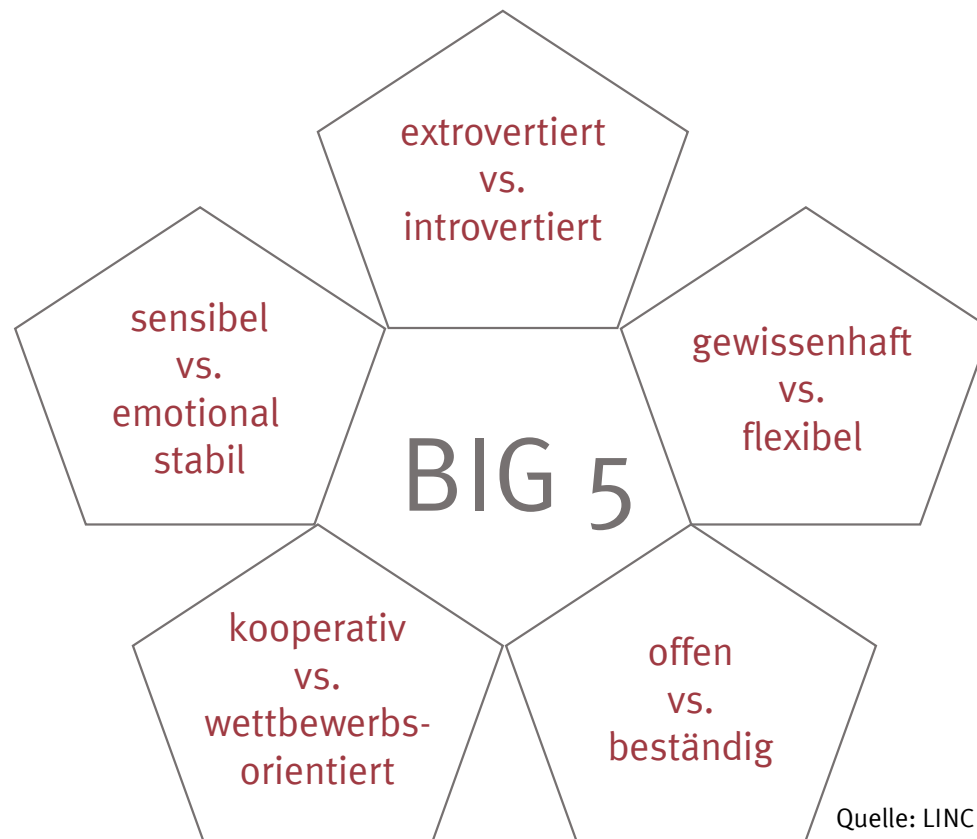 extrovertiert
vs.
introvertiert
sensibel
vs.
emotional
stabil
gewissenhaft
vs.
flexibel
BIG 5
kooperativ
vs.
wettbewerbs-
orientiert
offen
vs.
beständig
Quelle: LINC